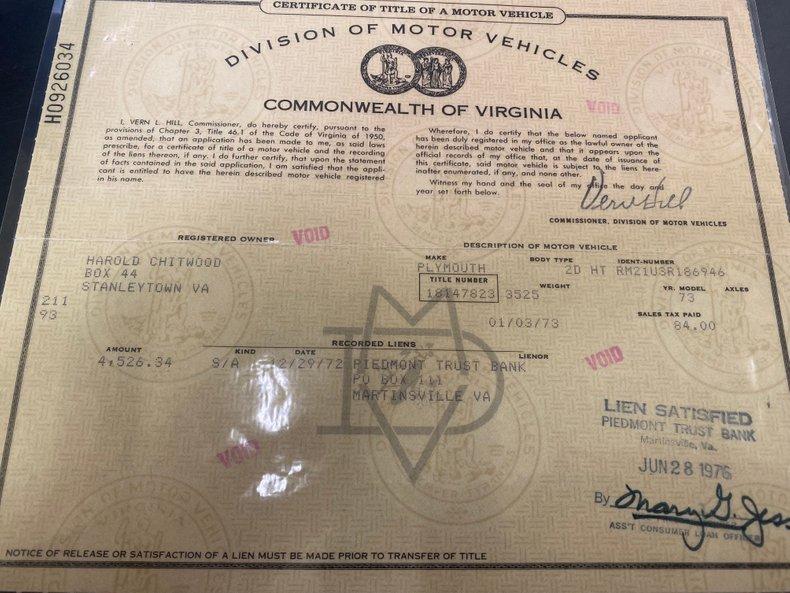 CERTIFICATE OF TITLE OF A MOTOR VEHICLE
H0926034
DIVISION OF MOTOR VEHICLES
COMMONWEALTH OF VIRGINIA
I, VERN L. HILL, Commissioner, do hereby certify, pursuant to the
provisions of Chapter 3, Title 46.1 of the Code of Virginia of 1950,
as amended, that an application has been made to me, as said laws
prescribe, for a certificate of title of a motor vehicle and the recording
of the liens thereon, if any. I do further certify, that upon the statement
of facts contained in the said application, I am satisfied that the appli-
cant is entitled to have the herein described motor vehicle registered
in his name.
VOID
Wherefore, I do certify that the below named applicant
has been duly registered in my office as the lawful owner of the
herein described motor vehicle and that it appears upon the
official records of my office that, at the date of issuance of
this certificate, said motor vehicle is subject to the liens here-
inafter enumerated, if any, and none other.
Witness my hand and the seal of my office the day and
year set forth below.
Vern Hill
COMMISSIONER, DIVISION OF MOTOR VEHICLES
REGISTERED OWNER
VOID
DESCRIPTION OF MOTOR VEHICLE
HAROLD CHITWOOD
BOX 44
STANLEYTOWN VA
211
93
MAKE BODY TYPE IDENT-NUMBER
PLYMOUTH 2D HT RM21USR186946
TITLE NUMBER WEIGHT YR. MODEL AXLES
18147823 3525 73
SALES TAX PAID
01/03/73 84.00
RECORDED LIENS
AMOUNT KIND DATE LIENOR
4,526.34 S/A 12/29/72 PIEDMONT TRUST BANK
PO BOX 111
MARTINSVILLE VA
VOID
VOID
LIEN SATISFIED
PIEDMONT TRUST BANK
Martinsville, Va.
JUN 28 1976
By Mary G. Jess
ASS'T CONSUMER LOAN OFFICER
NOTICE OF RELEASE OR SATISFACTION OF A LIEN MUST BE MADE PRIOR TO TRANSFER OF TITLE